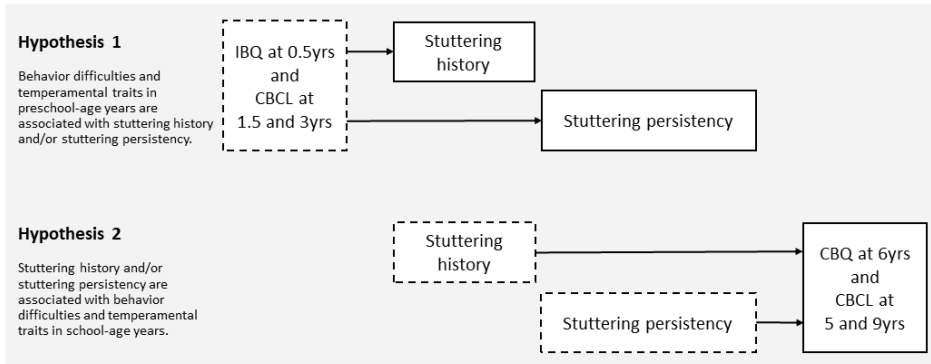 Hypothesis 1
Behavior difficulties and
temperamental traits in
preschool-age years are
associated with stuttering history
and/or stuttering persistency.
IBQ at 0.5yrs
and
CBCL at
1.5 and 3yrs
Stuttering
history
Stuttering persistency
Hypothesis 2
Stuttering history and/or
stuttering persistency are
associated with behavior
difficulties and temperamental
traits in school-age years.
Stuttering
history
Stuttering persistency
CBQ at 6yrs
and
CBCL at
5 and 9yrs